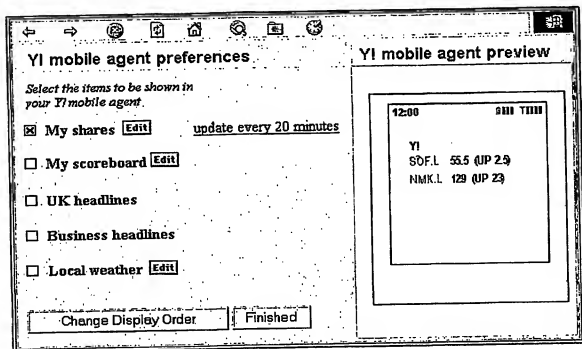 Y! mobile agent preferences
Select the items to be shown in
your Y! mobile agent.
My shares Edit update every 20 minutes
My scoreboard Edit
UK headlines
Business headlines
Local weather Edit
Change Display Order Finished
Y! mobile agent preview
12:00
Y!
SDF.L 55.5 (UP 2.5)
NMK.L 129 (UP 23)